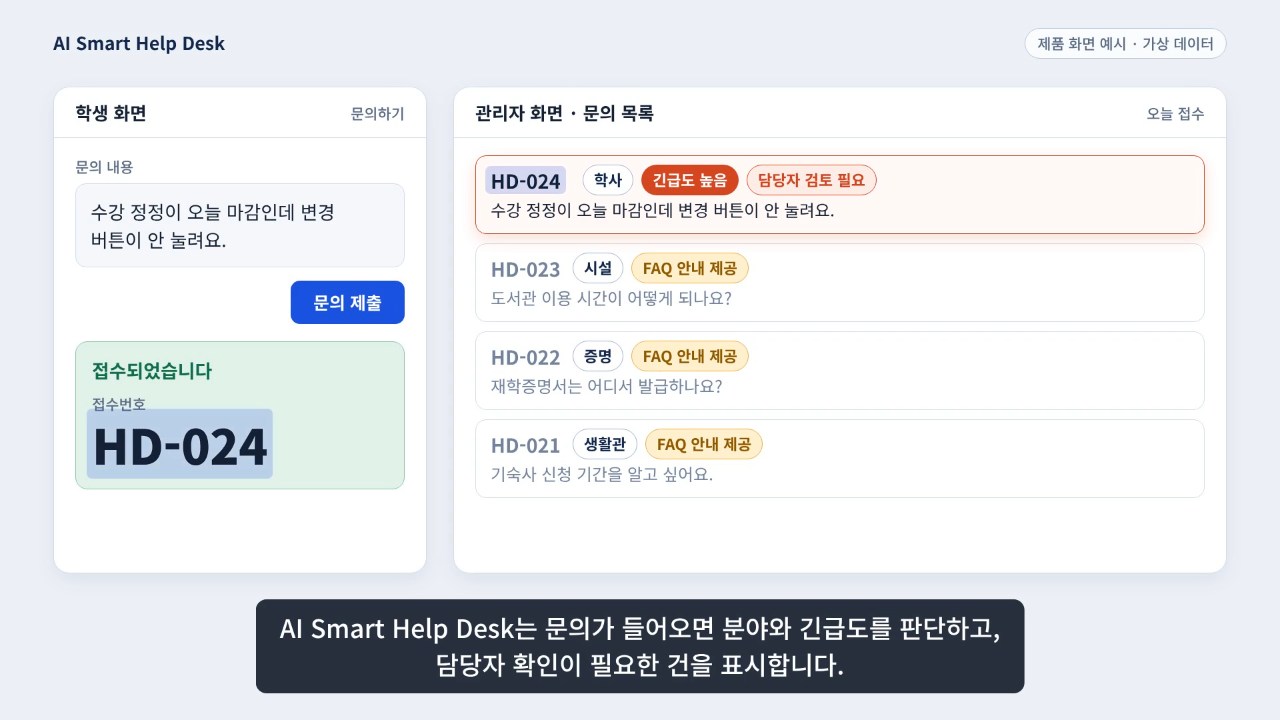 AI Smart Help Desk
제품 화면 예시 · 가상 데이터
학생 화면
문의하기
문의 내용
수강 정정이 오늘 마감인데 변경
버튼이 안 눌려요.
문의 제출
접수되었습니다
접수번호
HD-024
관리자 화면 · 문의 목록
오늘 접수
HD-024 학사 긴급도 높음 담당자 검토 필요
수강 정정이 오늘 마감인데 변경 버튼이 안 눌려요.
HD-023 시설 FAQ 안내 제공
도서관 이용 시간이 어떻게 되나요?
HD-022 증명 FAQ 안내 제공
재학증명서는 어디서 발급하나요?
HD-021 생활관 FAQ 안내 제공
기숙사 신청 기간을 알고 싶어요.
AI Smart Help Desk는 문의가 들어오면 분야와 긴급도를 판단하고,
담당자 확인이 필요한 건을 표시합니다.